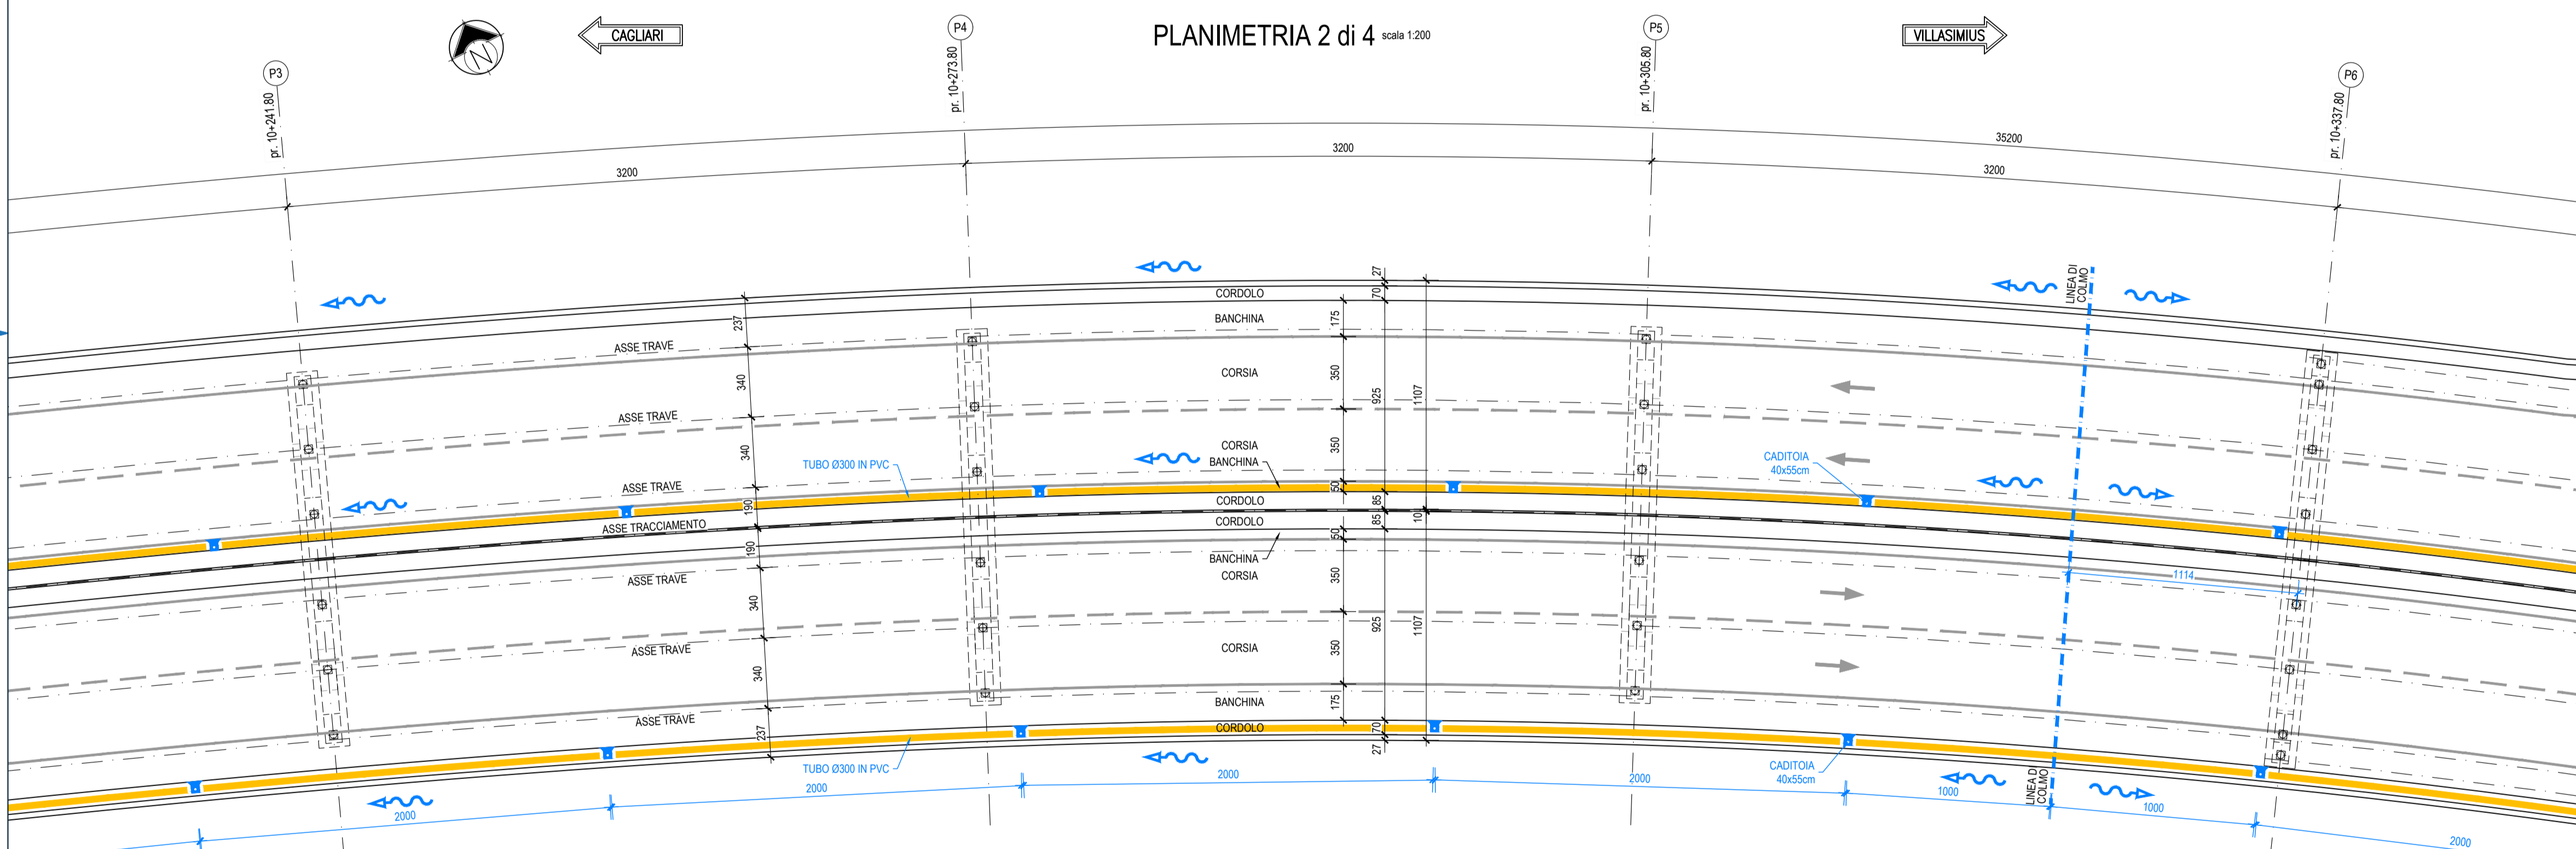 PLANIMETRIA 2 di 4 scala 1:200
N
CAGLIARI
VILLASIMIUS
P3
pr. 10+241.80
P4
pr. 10+273.80
P5
pr. 10+305.80
P6
pr. 10+337.80
35200
3200
3200
3200
LINEA DI
COLMO
237
340
340
190
190
340
340
237
ASSE TRAVE
ASSE TRAVE
ASSE TRAVE
ASSE TRACCIAMENTO
ASSE TRAVE
ASSE TRAVE
ASSE TRAVE
TUBO Ø300 IN PVC
CORDOLO
BANCHINA
CORSIA
CORSIA
BANCHINA
CORDOLO
CORDOLO
BANCHINA
CORSIA
CORSIA
BANCHINA
CORDOLO
175
350
350
50
50
350
350
175
27
70
925
85
85
925
70
27
1107
10
1107
CADITOIA
40x55cm
1114
TUBO Ø300 IN PVC
CADITOIA
40x55cm
LINEA DI
COLMO
2000
2000
2000
2000
1000
1000
2000